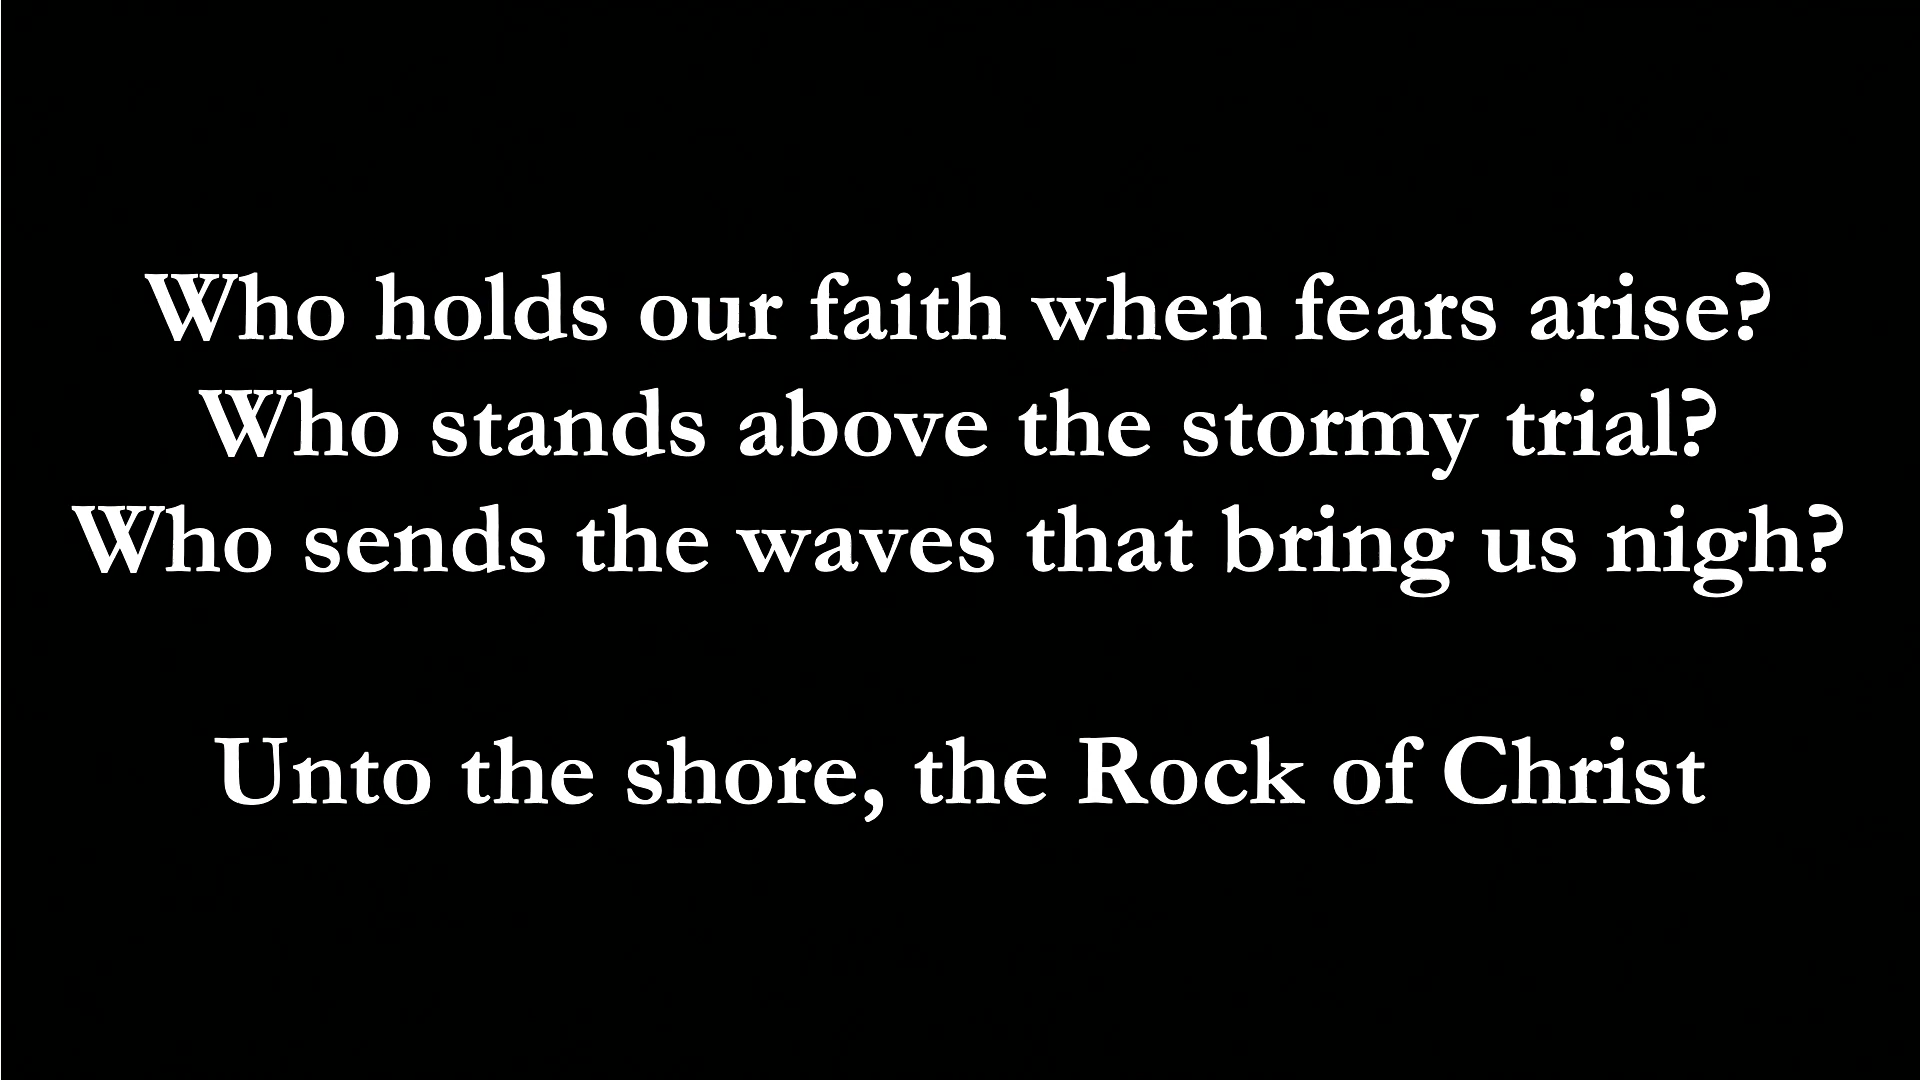 Who holds our faith when fears arise?
Who stands above the stormy trial?
Who sends the waves that bring us nigh?
Unto the shore, the Rock of Christ